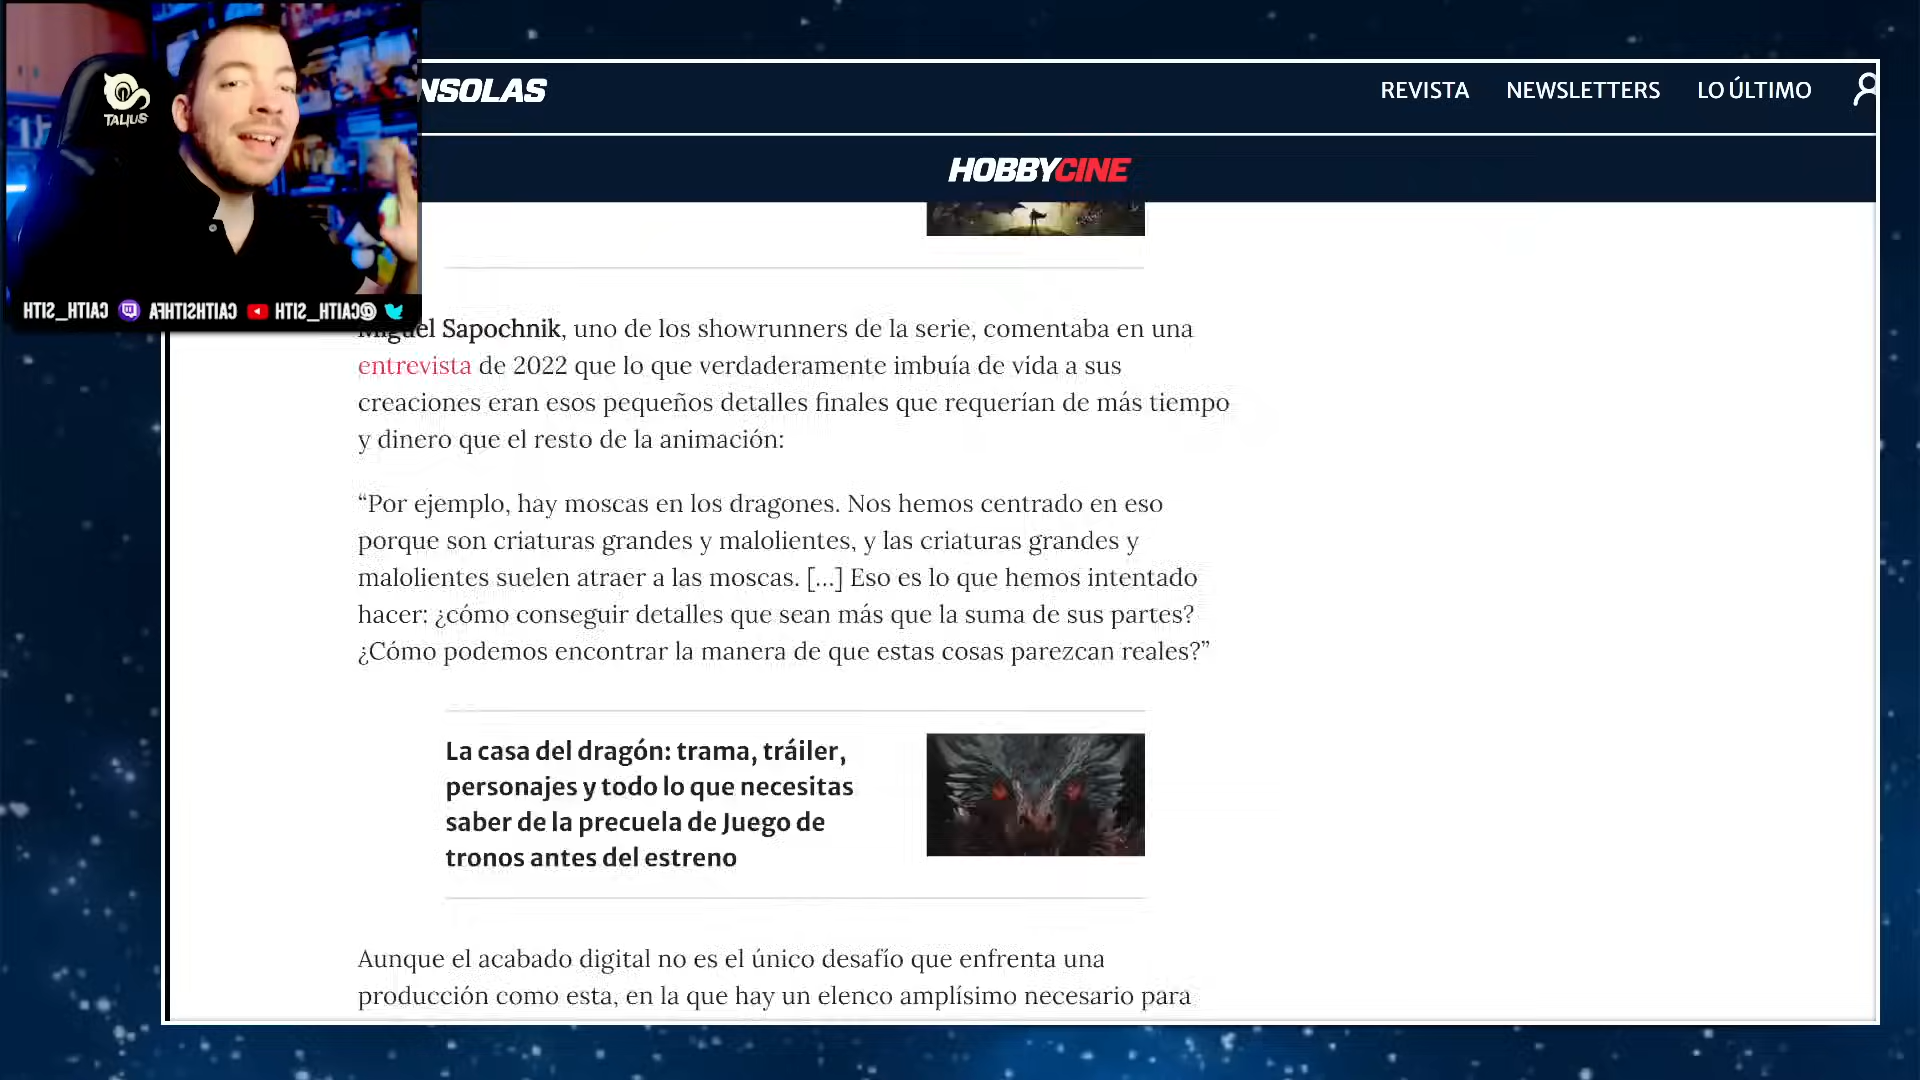 NSOLAS
REVISTA NEWSLETTERS LO ÚLTIMO
HOBBYCINE
TALIUS
CAITH_SITH CAITHSITHFA @CAITH_SITH
Miguel Sapochnik, uno de los showrunners de la serie, comentaba en una
entrevista de 2022 que lo que verdaderamente imbuía de vida a sus
creaciones eran esos pequeños detalles finales que requerían de más tiempo
y dinero que el resto de la animación:
“Por ejemplo, hay moscas en los dragones. Nos hemos centrado en eso
porque son criaturas grandes y malolientes, y las criaturas grandes y
malolientes suelen atraer a las moscas. [...] Eso es lo que hemos intentado
hacer: ¿cómo conseguir detalles que sean más que la suma de sus partes?
¿Cómo podemos encontrar la manera de que estas cosas parezcan reales?”
La casa del dragón: trama, tráiler,
personajes y todo lo que necesitas
saber de la precuela de Juego de
tronos antes del estreno
Aunque el acabado digital no es el único desafío que enfrenta una
producción como esta, en la que hay un elenco amplísimo necesario para